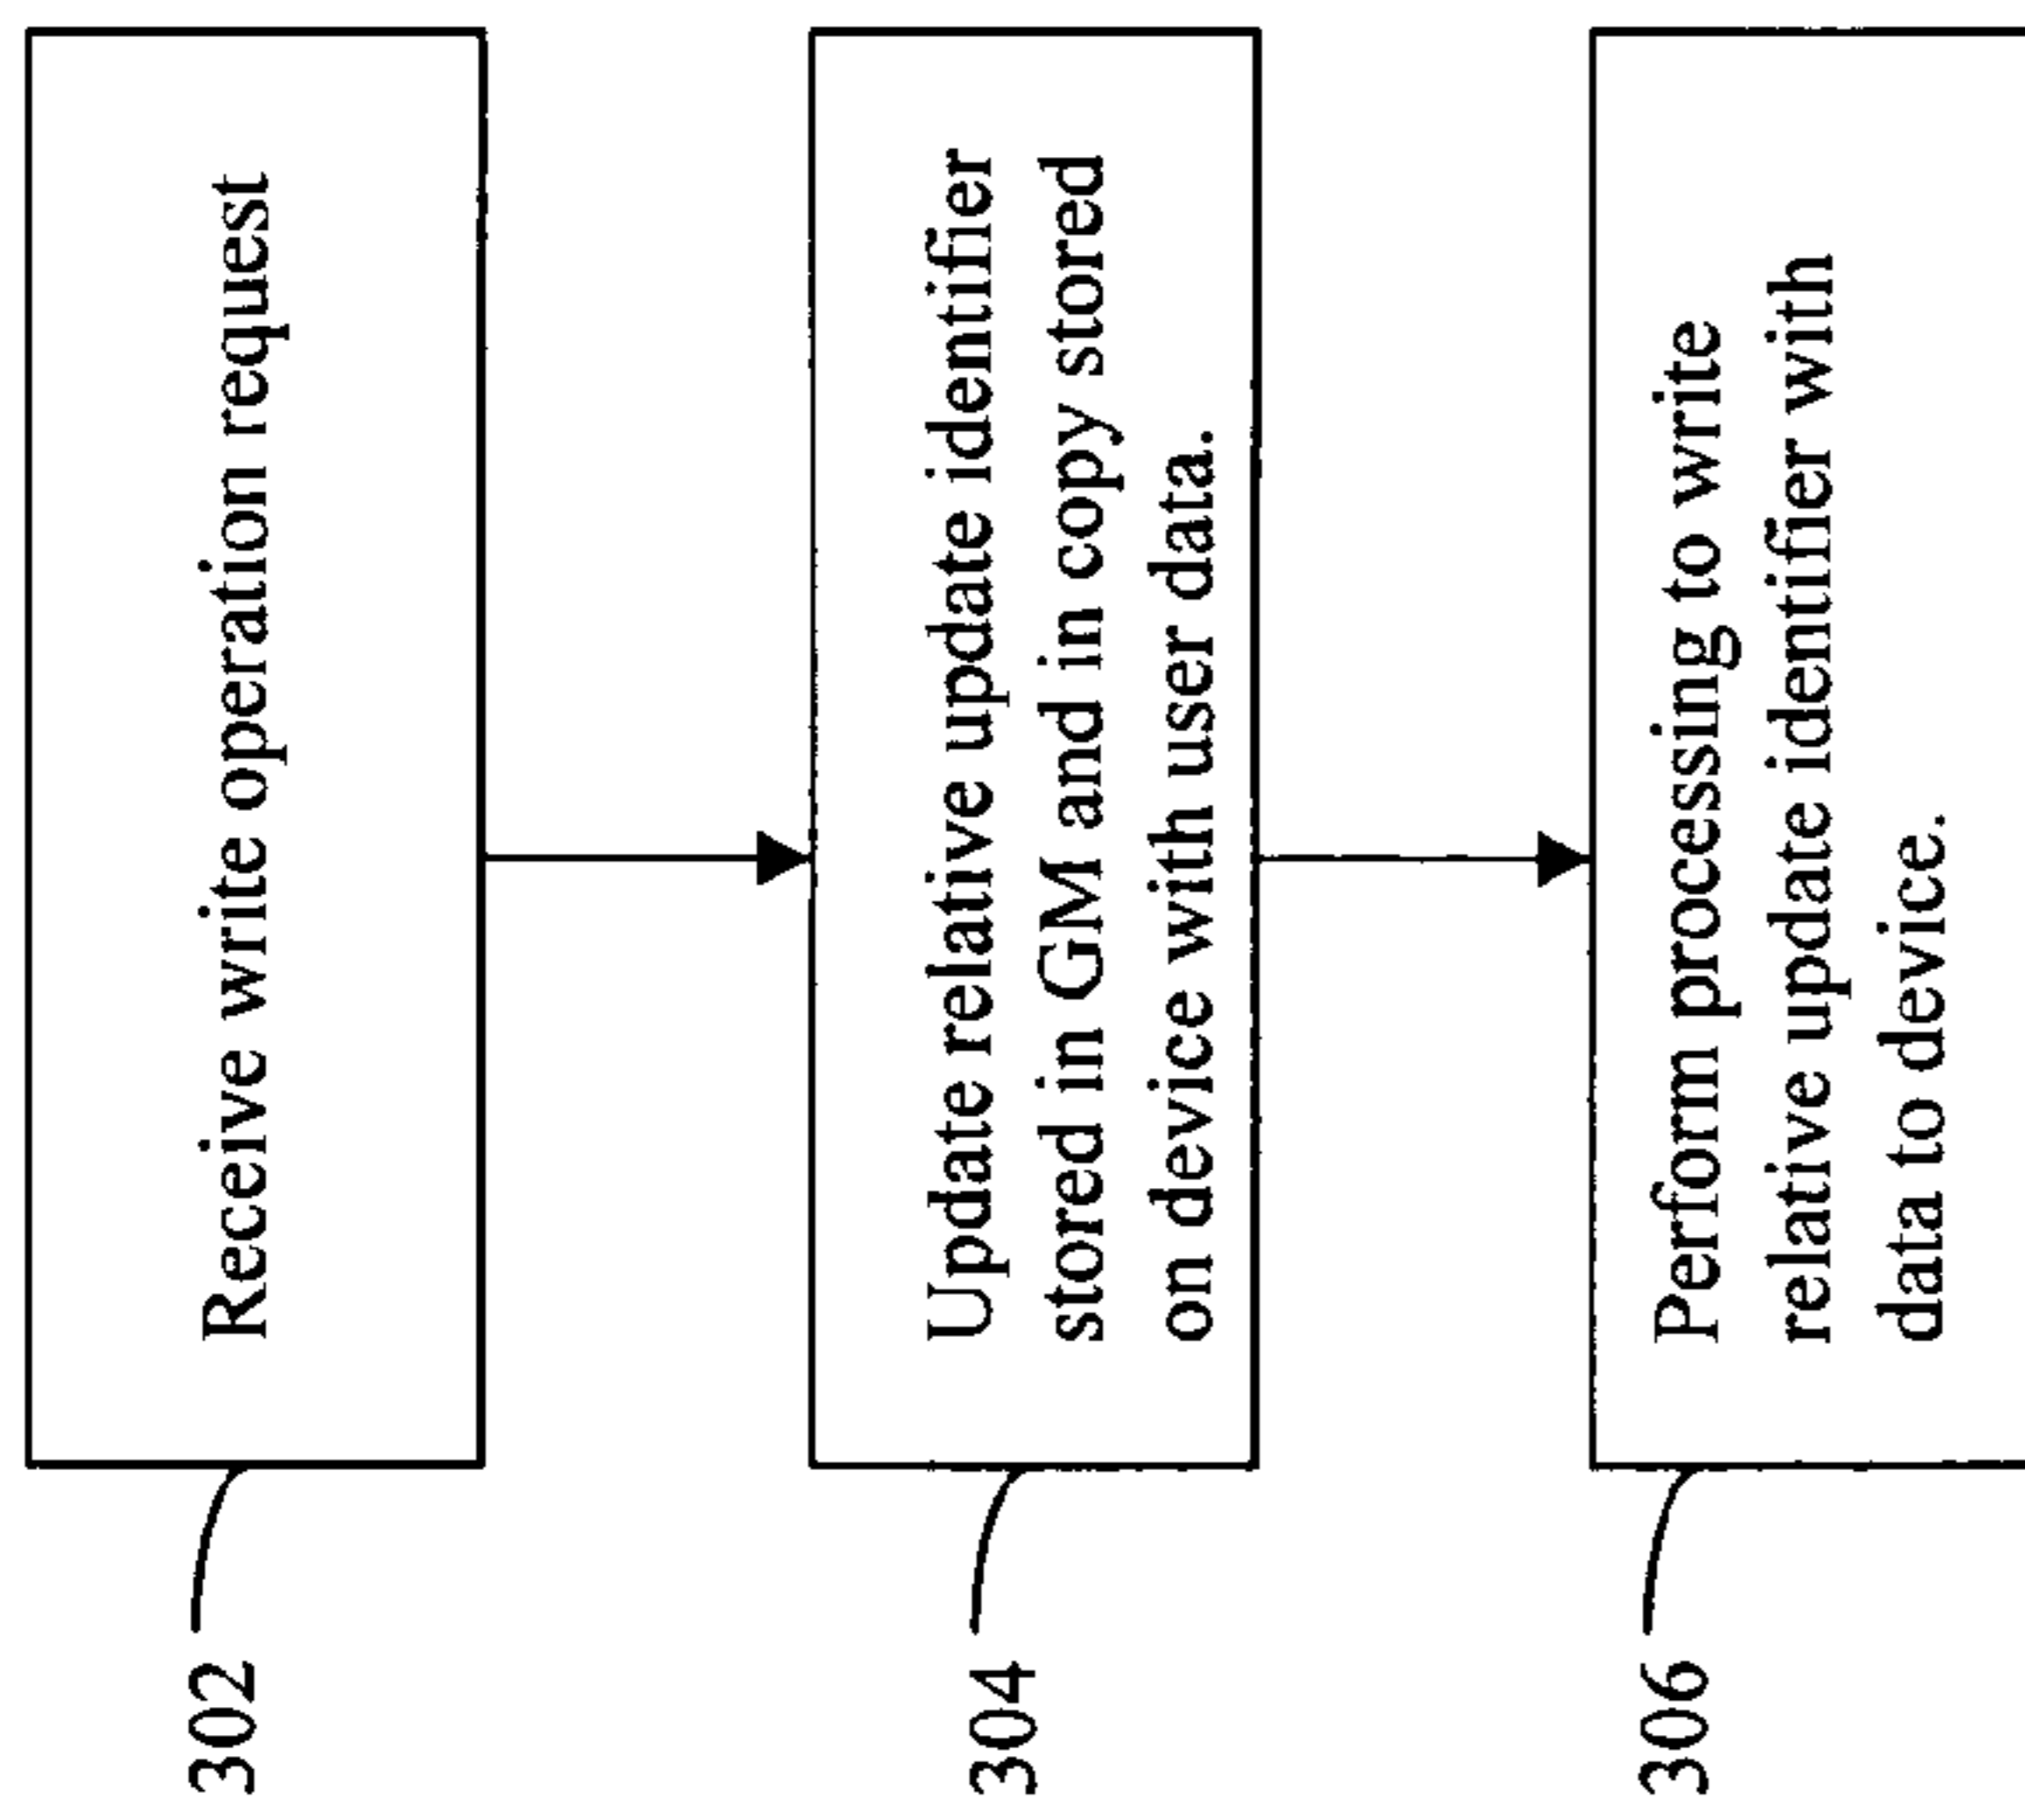 302
Receive write operation request
304
Update relative update identifier
stored in GM and in copy stored
on device with user data.
306
Perform processing to write
relative update identifier with
data to device.